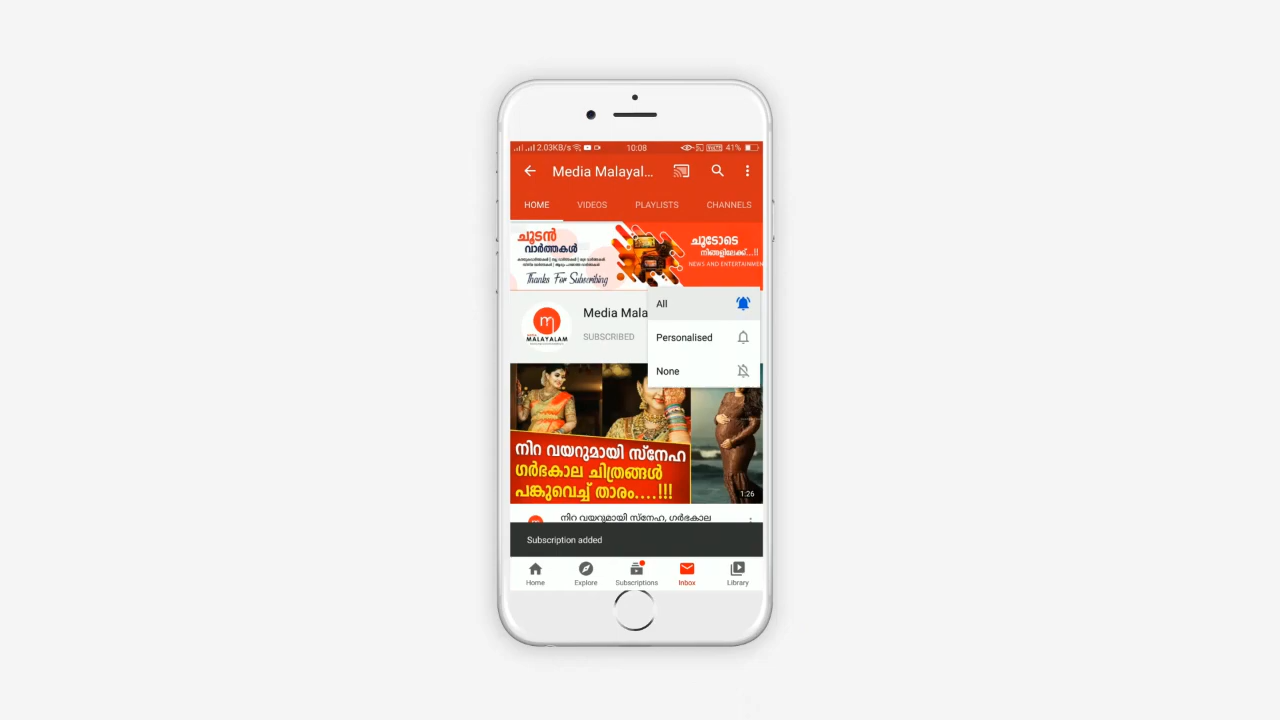 2.03KB/s 10:08 41%
Media Malayal...
HOME VIDEOS PLAYLISTS CHANNELS
ചൂടൻ
വാർത്തകൾ
Thanks For Subscribing
ചൂടോടെ
നിങ്ങളിലേക്ക്...!!
NEWS AND ENTERTAINMEN
All
Media Mala
SUBSCRIBED
Personalised
None
MALAYALAM
നിറ വയറുമായി സ്നേഹ
ഗർഭകാല ചിത്രങ്ങൾ
പങ്കുവെച്ച് താരം....!!!
1:26
നിറ വയറുമായി സ്നേഹ, ഗർഭകാല
Subscription added
Home Explore Subscriptions Inbox Library